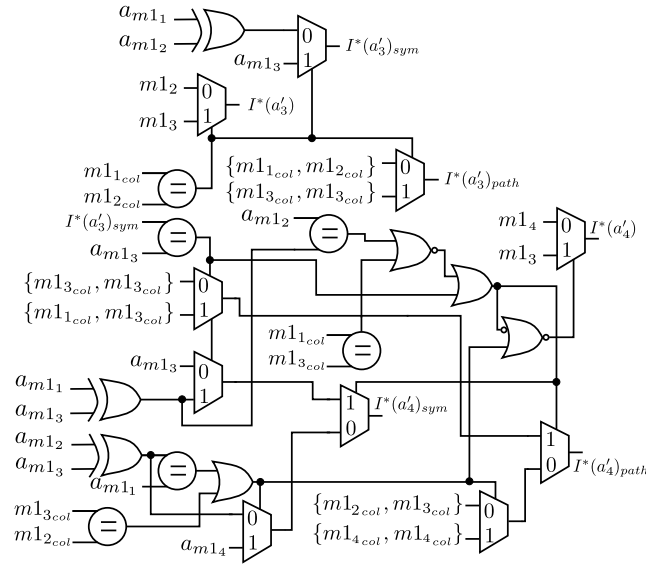 a_{m1_1}
a_{m1_2}
0
I*(a'_3)_{sym}
a_{m1_3}
1
m1_2
0
I*(a'_3)
m1_3
1
m1_{1_{col}}
m1_{2_{col}}
=
{m1_{1_{col}}, m1_{2_{col}}}
0
{m1_{3_{col}}, m1_{3_{col}}}
1
I*(a'_3)_{path}
I*(a'_3)_{sym}
a_{m1_3}
=
a_{m1_2}
=
m1_4
0
I*(a'_4)
m1_3
1
{m1_{3_{col}}, m1_{3_{col}}}
0
{m1_{1_{col}}, m1_{3_{col}}}
1
m1_{1_{col}}
m1_{3_{col}}
=
a_{m1_3}
0
1
a_{m1_1}
a_{m1_3}
1
I*(a'_4)_{sym}
0
a_{m1_2}
a_{m1_3}
a_{m1_1}
=
1
0
I*(a'_4)_{path}
m1_{3_{col}}
m1_{2_{col}}
=
0
a_{m1_4}
1
{m1_{2_{col}}, m1_{3_{col}}}
0
{m1_{4_{col}}, m1_{4_{col}}}
1